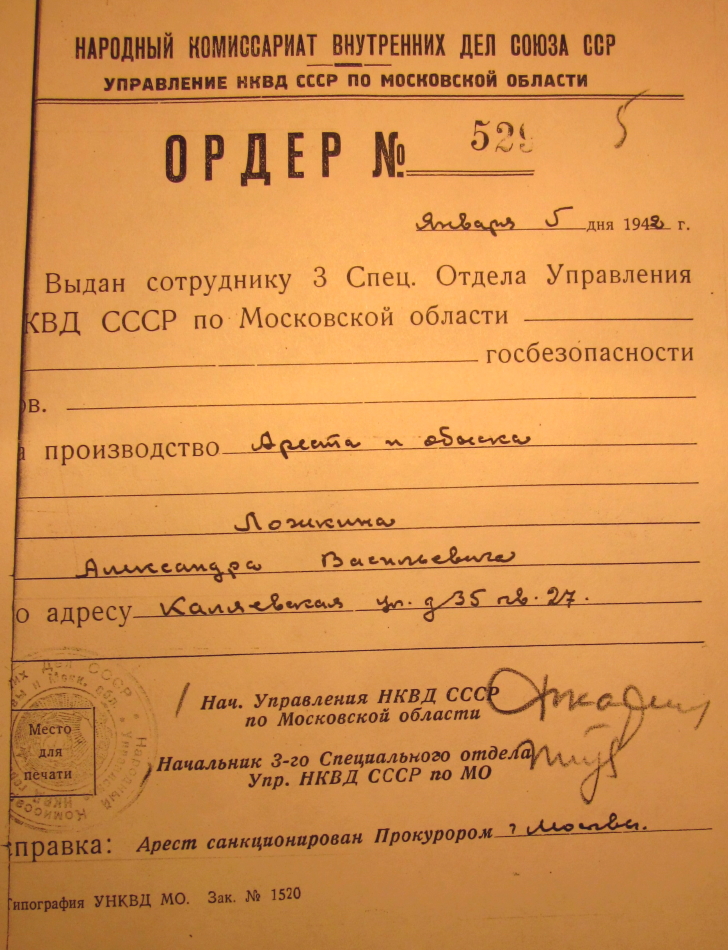 НАРОДНЫЙ КОМИССАРИАТ ВНУТРЕННИХ ДЕЛ СОЮЗА ССР
УПРАВЛЕНИЕ НКВД СССР ПО МОСКОВСКОЙ ОБЛАСТИ
5
ОРДЕР № 529
Января 5 дня 1942 г.
Выдан сотруднику 3 Спец. Отдела Управления
КВД СССР по Московской области
госбезопасности
ов.
а производство Ареста и обыска
Ложкина
Александра Васильевича
о адресу Каляевская ул. д 35 кв. 27.
Нач. Управления НКВД СССР
по Московской области
Начальник 3-го Специального отдела
Упр. НКВД СССР по МО
Место
для
печати
справка: Арест санкционирован Прокурором г Москвы.
Типография УНКВД МО. Зак. № 1520